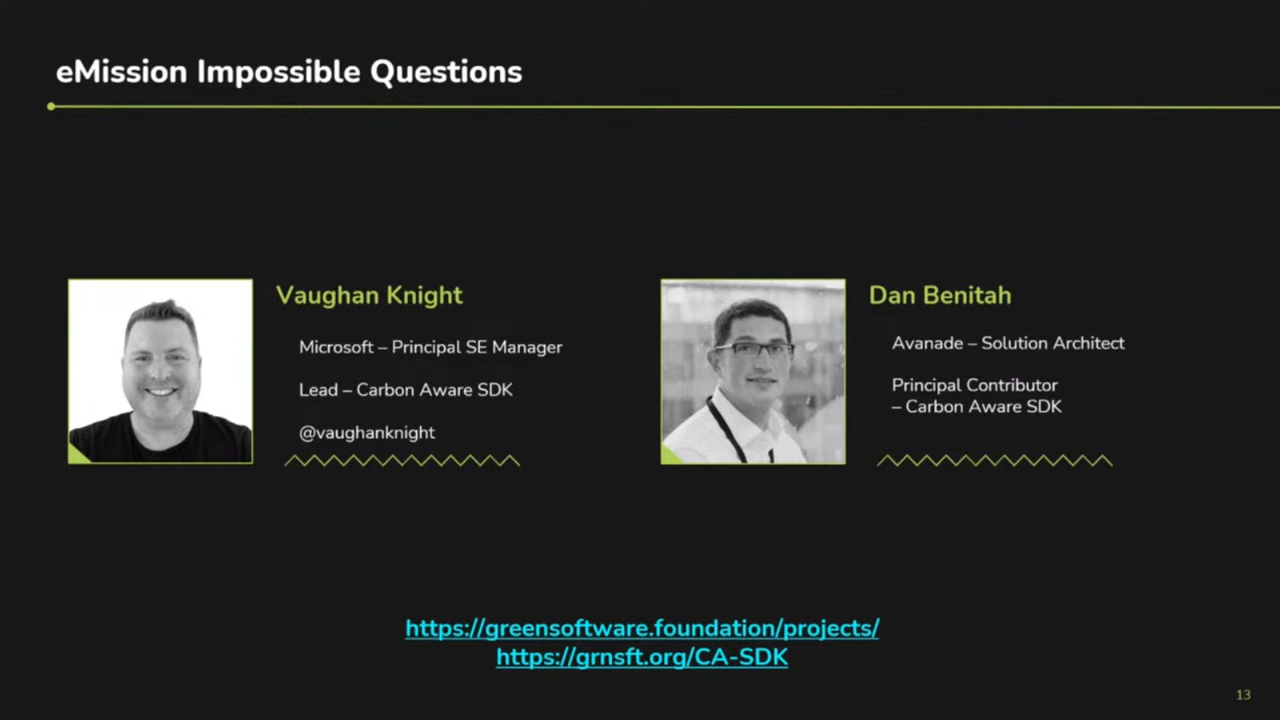 eMission Impossible Questions
Vaughan Knight
Microsoft – Principal SE Manager
Lead – Carbon Aware SDK
@vaughanknight
Dan Benitah
Avanade – Solution Architect
Principal Contributor
– Carbon Aware SDK
https://greensoftware.foundation/projects/
https://grnsft.org/CA-SDK
13